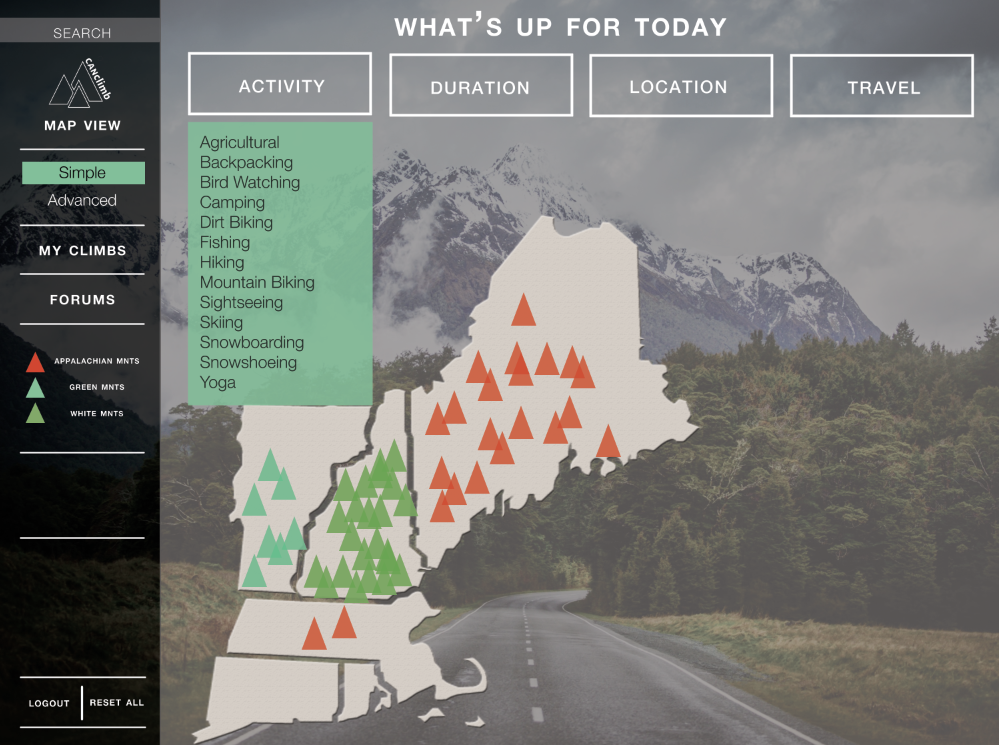 SEARCH
CANclimb
MAP VIEW
Simple
Advanced
MY CLIMBS
FORUMS
APPALACHIAN MNTS
GREEN MNTS
WHITE MNTS
LOGOUT
RESET ALL
WHAT'S UP FOR TODAY
ACTIVITY
DURATION
LOCATION
TRAVEL
Agricultural
Backpacking
Bird Watching
Camping
Dirt Biking
Fishing
Hiking
Mountain Biking
Sightseeing
Skiing
Snowboarding
Snowshoeing
Yoga